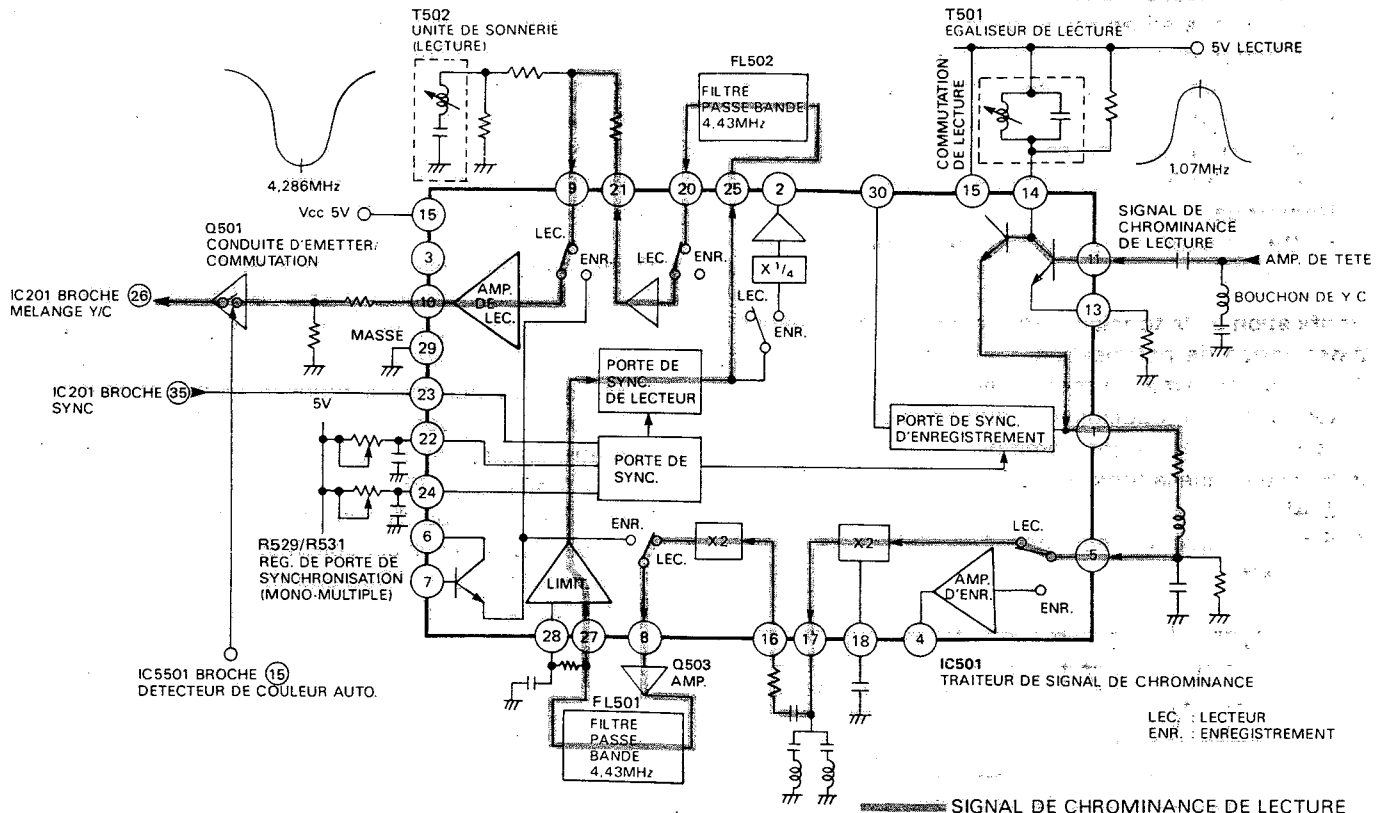 T502
UNITE DE SONNERIE
(LECTURE)
T501
EGALISEUR DE LECTURE
5V LECTURE
FL502
FILTRE
PASSE BANDE
4,43MHz
COMMUTATION
DE LECTURE
4,286MHz
1,07MHz
9
21
20
25
2
30
15
14
Vcc 5V
15
LEC.
ENR.
LEC.
ENR.
X 1/4
SIGNAL DE
CHROMINANCE
DE LECTURE
Q501
CONDUITE D'EMETTER/
COMMUTATION
3
11
AMP. DE TETE
IC201 BROCHE 26
MELANGE Y/C
10
AMP.
DE
LEC.
LEC.
ENR.
13
BOUCHON DE Y C
MASSE
29
PORTE DE
SYNC.
DE LECTEUR
IC201 BROCHE 35
SYNC
23
5V
22
PORTE DE
SYNC.
PORTE DE SYNC.
D'ENREGISTREMENT
1
24
R529/R531
REG. DE PORTE DE
SYNCHRONISATION
(MONO-MULTIPLE)
6
7
ENR.
LEC.
X2
X2
LEC.
5
LIMIT.
AMP.
D'ENR.
ENR.
28
27
8
16
17
18
4
IC5501 BROCHE 15
DETECTEUR DE COULEUR AUTO.
Q503
AMP.
IC501
TRAITEUR DE SIGNAL DE CHROMINANCE
FL501
FILTRE
PASSE-
BANDE
4,43MHz
LEC. : LECTEUR
ENR. : ENREGISTREMENT
SIGNAL DE CHROMINANCE DE LECTURE